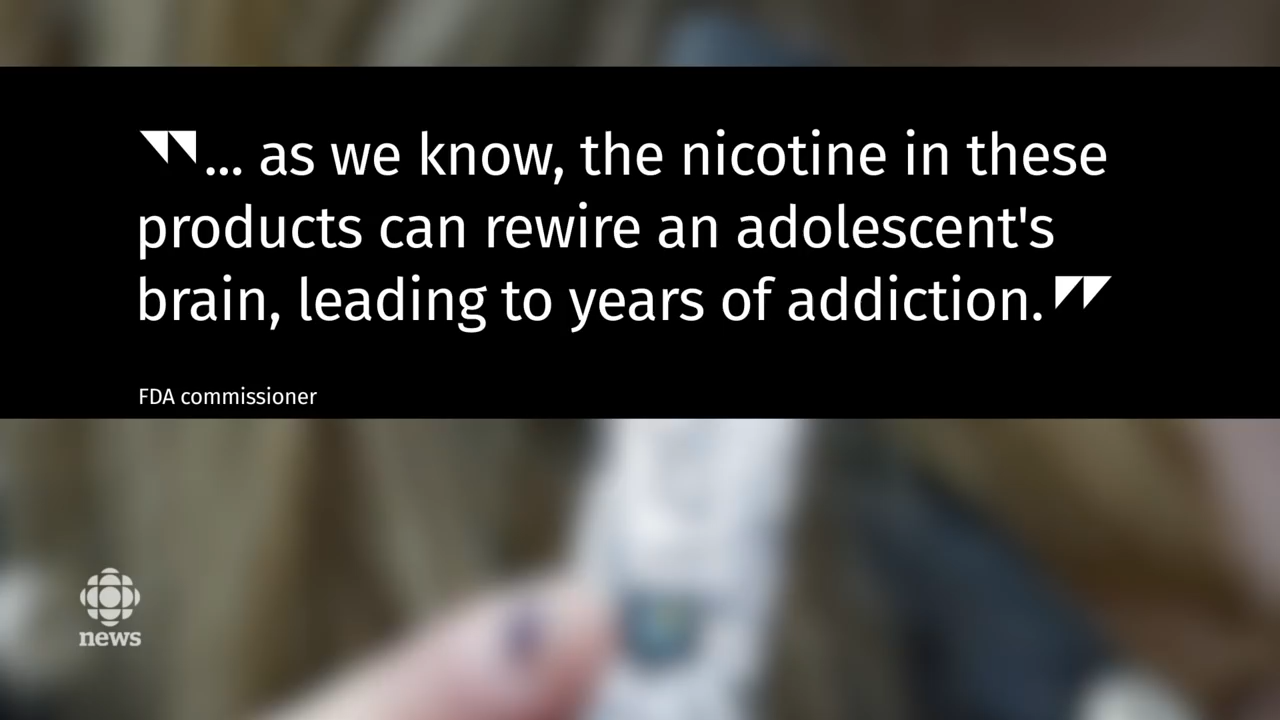 "... as we know, the nicotine in these
products can rewire an adolescent's
brain, leading to years of addiction."
FDA commissioner
news